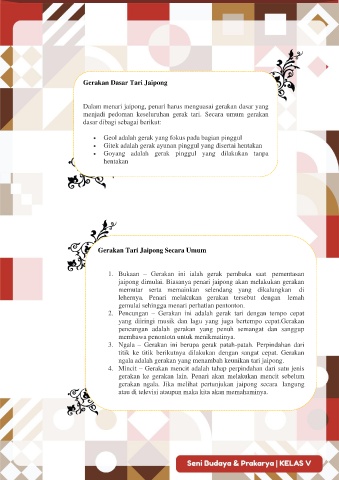 Gerakan Dasar Tari Jaipong
Dalam menari jaipong, penari harus menguasai gerakan dasar yang
menjadi pedoman keseluruhan gerak tari. Secara umum gerakan
dasar dibagi sebagai berikut:
• Geol adalah gerak yang fokus pada bagian pinggul
• Gitek adalah gerak ayunan pinggul yang disertai hentakan
• Goyang adalah gerak pinggul yang dilakukan tanpa
hentakan
Gerakan Tari Jaipong Secara Umum
1. Bukaan – Gerakan ini ialah gerak pembuka saat pementasan
jaipong dimulai. Biasanya penari jaipong akan melakukan gerakan
memutar serta memainkan selendang yang dikalungkan di
lehernya. Penari melakukan gerakan tersebut dengan lemah
gemulai sehingga menari perhatian pentonton.
2. Pencungan – Gerakan ini adalah gerak tari dengan tempo cepat
yang diiringi musik dan lagu yang juga bertempo cepat.Gerakan
pencungan adalah gerakan yang penuh semangat dan sanggup
membawa penontotn untuk menikmatinya.
3. Ngala – Gerakan ini berupa gerak patah-patah. Perpindahan dari
titik ke titik berikutnya dilakukan dengan sangat cepat. Gerakan
ngala adalah gerakan yang menambah keunikan tari jaipong.
4. Mincit – Gerakan mencit adalah tahap perpindahan dari satu jenis
gerakan ke gerakan lain. Penari akan melakukan mencit sebelum
gerakan ngala. Jika melihat pertunjukan jaipong secara langung
atau di televisi ataupun maka kita akan memahaminya.
Seni Budaya & Prakarya | KELAS V